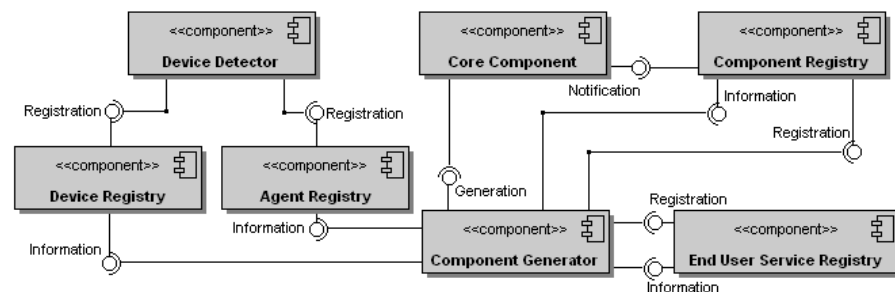 <<component>>
Device Detector
<<component>>
Core Component
<<component>>
Component Registry
Notification
Information
Registration
Registration
Registration
<<component>>
Device Registry
<<component>>
Agent Registry
Generation
Registration
Information
Information
<<component>>
Component Generator
<<component>>
End User Service Registry
Information